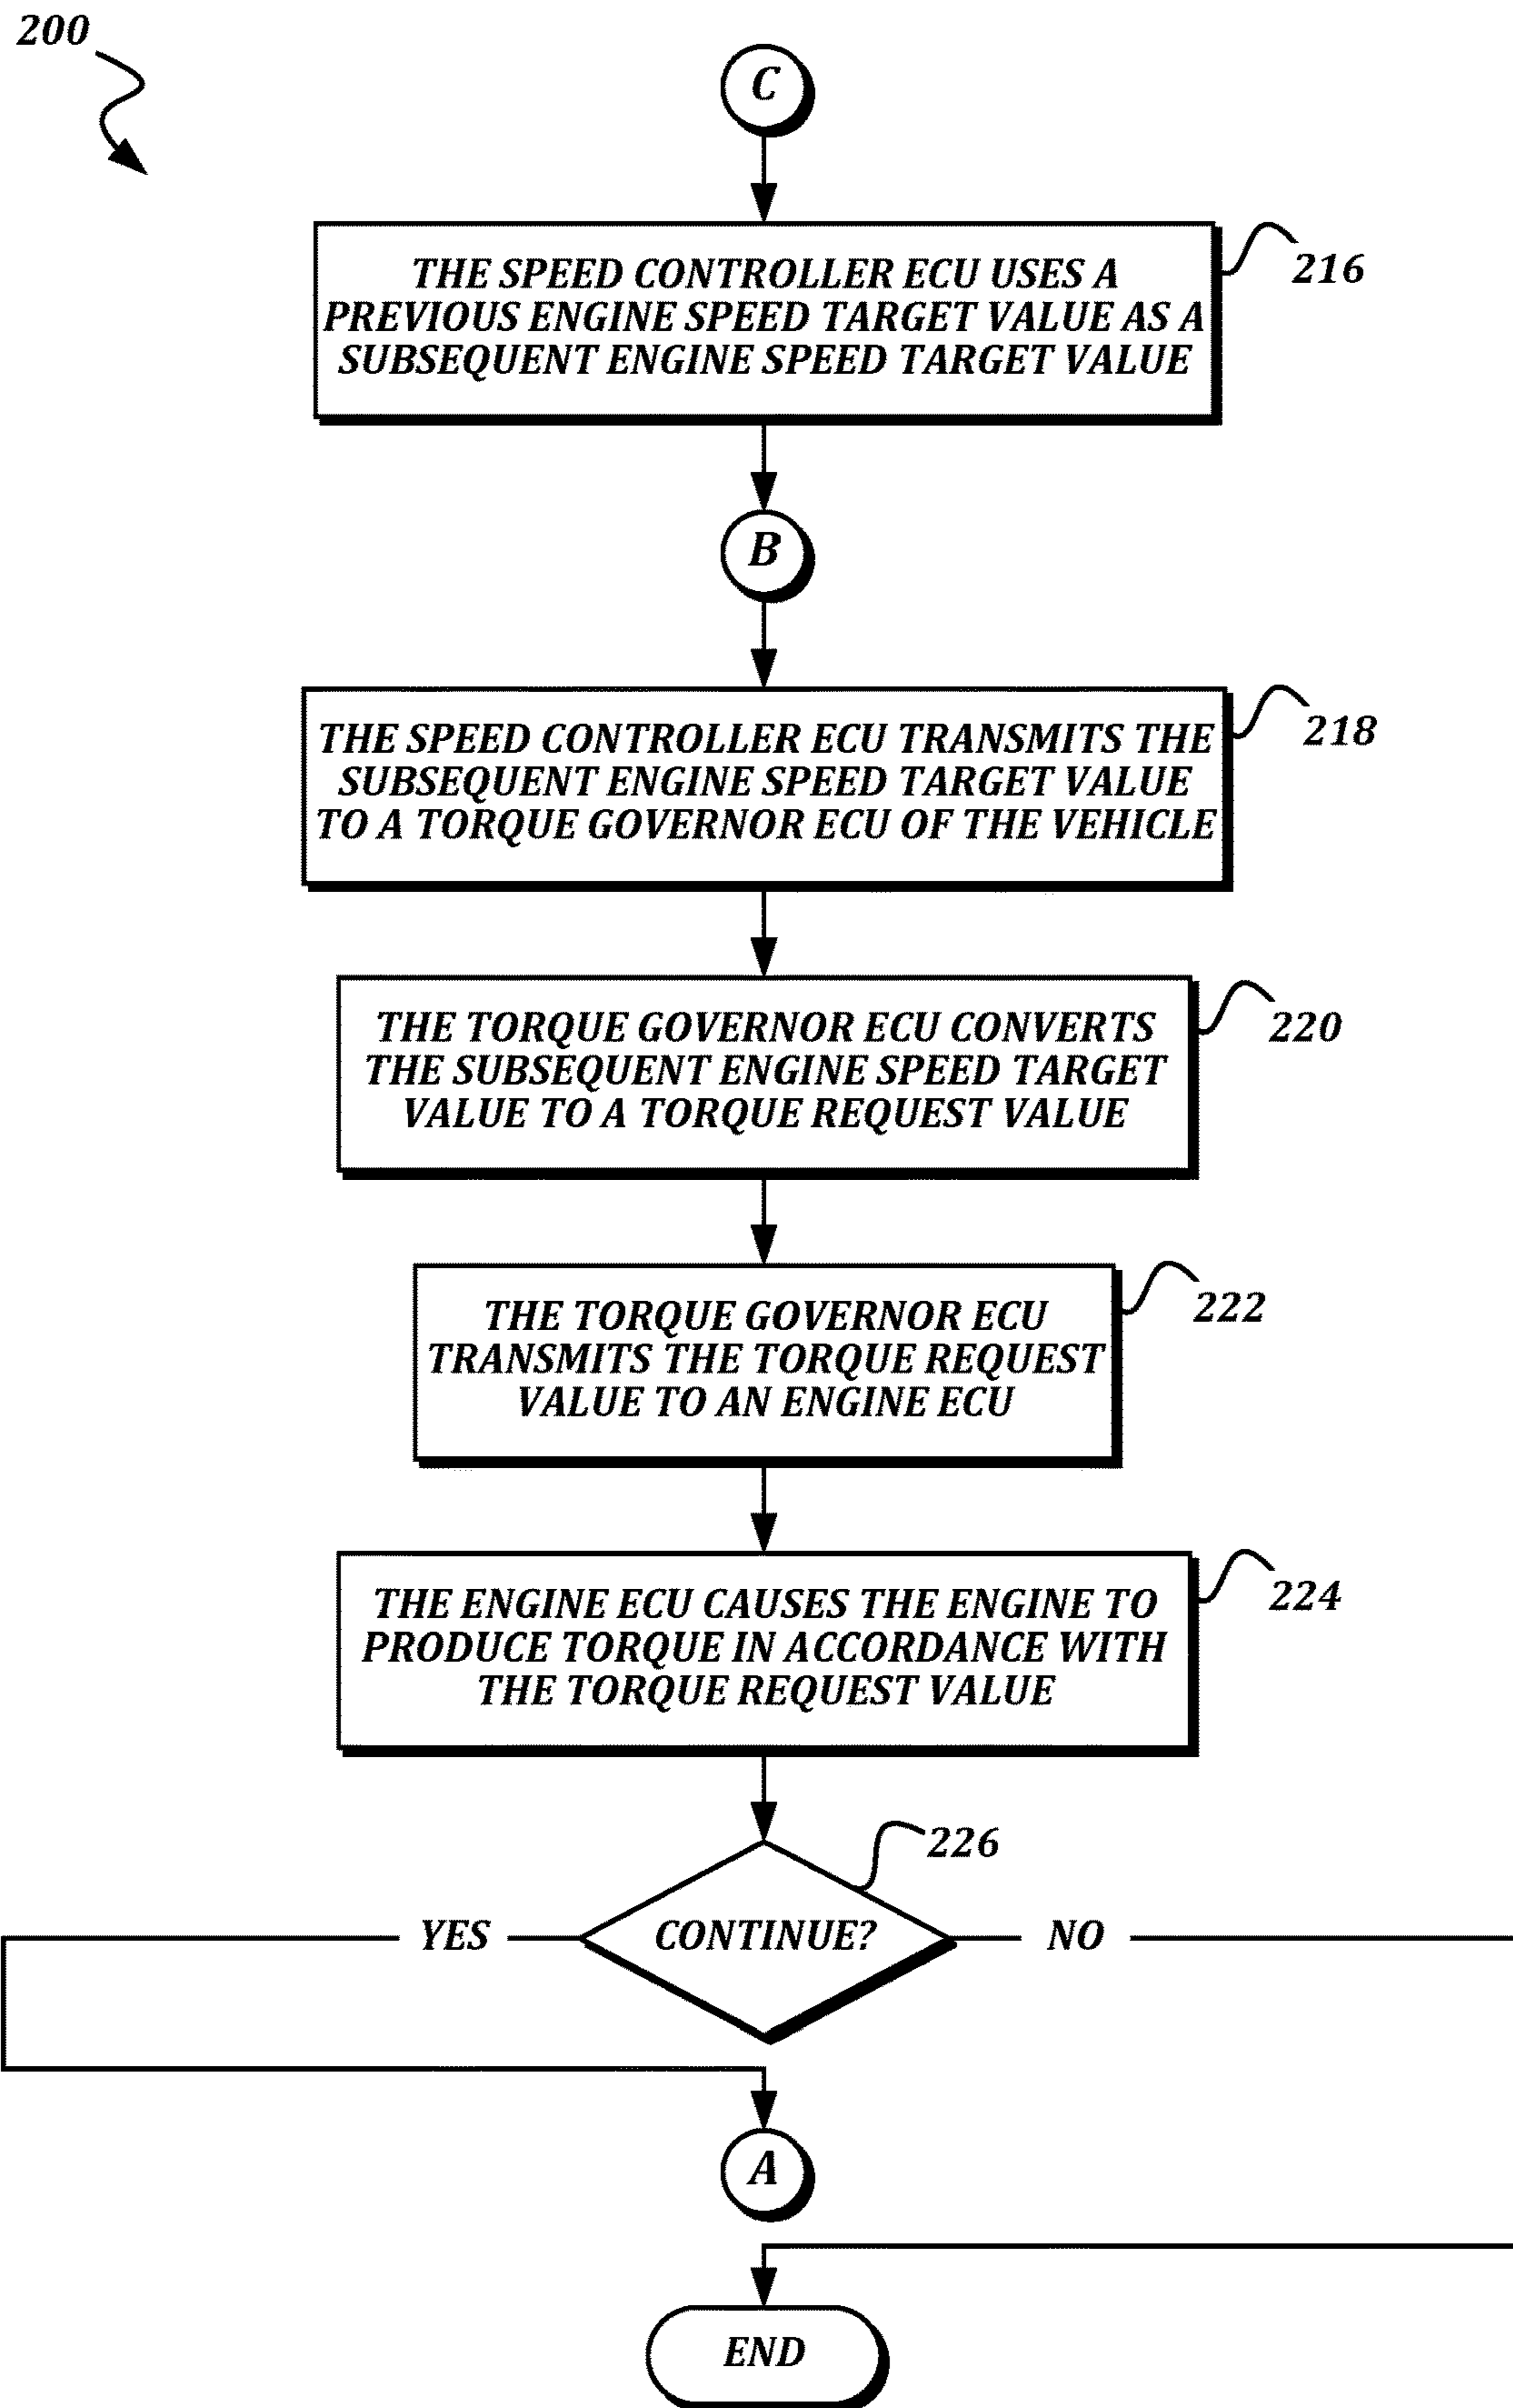 200
C
THE SPEED CONTROLLER ECU USES A
PREVIOUS ENGINE SPEED TARGET VALUE AS A
SUBSEQUENT ENGINE SPEED TARGET VALUE
216
B
THE SPEED CONTROLLER ECU TRANSMITS THE
SUBSEQUENT ENGINE SPEED TARGET VALUE
TO A TORQUE GOVERNOR ECU OF THE VEHICLE
218
THE TORQUE GOVERNOR ECU CONVERTS
THE SUBSEQUENT ENGINE SPEED TARGET
VALUE TO A TORQUE REQUEST VALUE
220
THE TORQUE GOVERNOR ECU
TRANSMITS THE TORQUE REQUEST
VALUE TO AN ENGINE ECU
222
THE ENGINE ECU CAUSES THE ENGINE TO
PRODUCE TORQUE IN ACCORDANCE WITH
THE TORQUE REQUEST VALUE
224
226
YES
CONTINUE?
NO
A
END